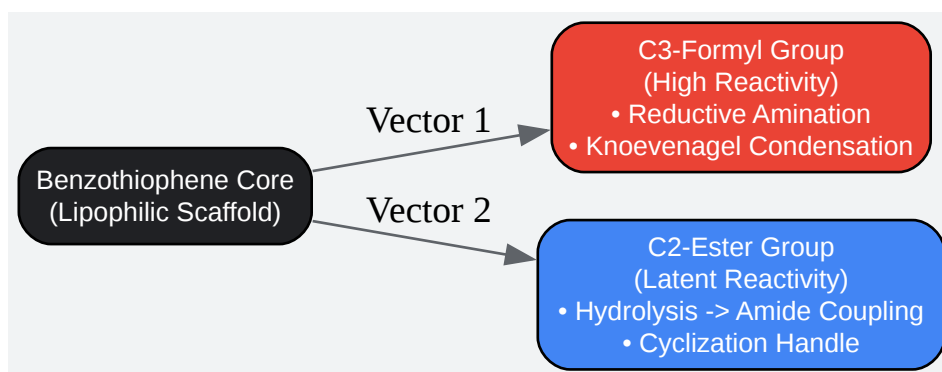 Benzothiophene Core
(Lipophilic Scaffold)
Vector 1
Vector 2
C3-Formyl Group
(High Reactivity)
• Reductive Amination
• Knoevenagel Condensation
C2-Ester Group
(Latent Reactivity)
• Hydrolysis -> Amide Coupling
• Cyclization Handle